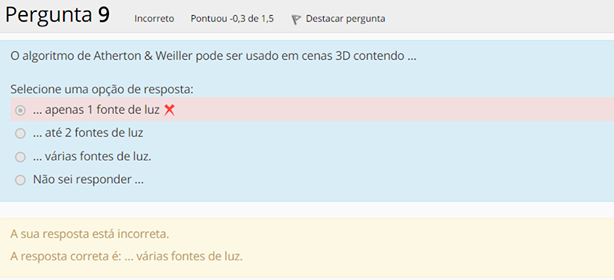 Pergunta 9 Incorreto Pontuou -0,3 de 1,5 Destacar pergunta
O algoritmo de Atherton & Weiller pode ser usado em cenas 3D contendo ...
Selecione uma opção de resposta:
... apenas 1 fonte de luz
... até 2 fontes de luz
... várias fontes de luz.
Não sei responder ...
A sua resposta está incorreta.
A resposta correta é: ... várias fontes de luz.